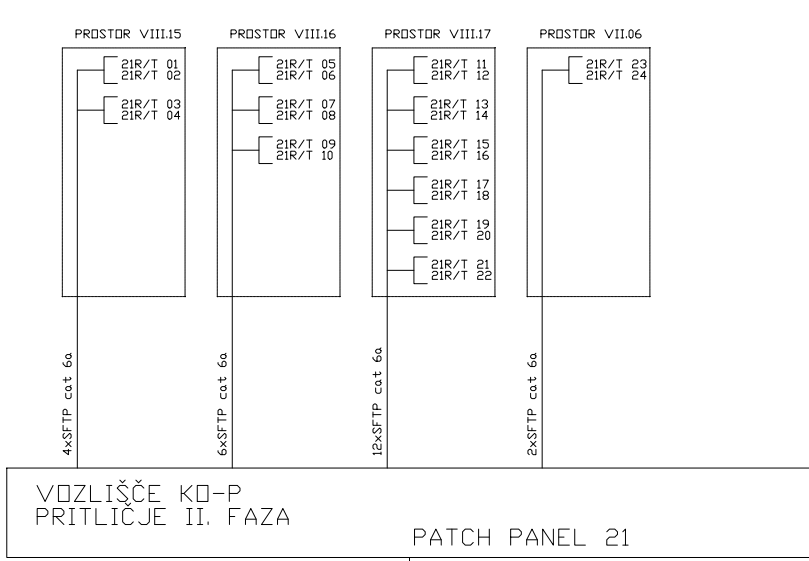 PROSTOR VIII.15
21R/T 01
21R/T 02
21R/T 03
21R/T 04
4xSFTP cat 6a
PROSTOR VIII.16
21R/T 05
21R/T 06
21R/T 07
21R/T 08
21R/T 09
21R/T 10
6xSFTP cat 6a
PROSTOR VIII.17
21R/T 11
21R/T 12
21R/T 13
21R/T 14
21R/T 15
21R/T 16
21R/T 17
21R/T 18
21R/T 19
21R/T 20
21R/T 21
21R/T 22
12xSFTP cat 6a
PROSTOR VII.06
21R/T 23
21R/T 24
2xSFTP cat 6a
VOZLIŠČE KO-P
PRITLIČJE II. FAZA
PATCH PANEL 21